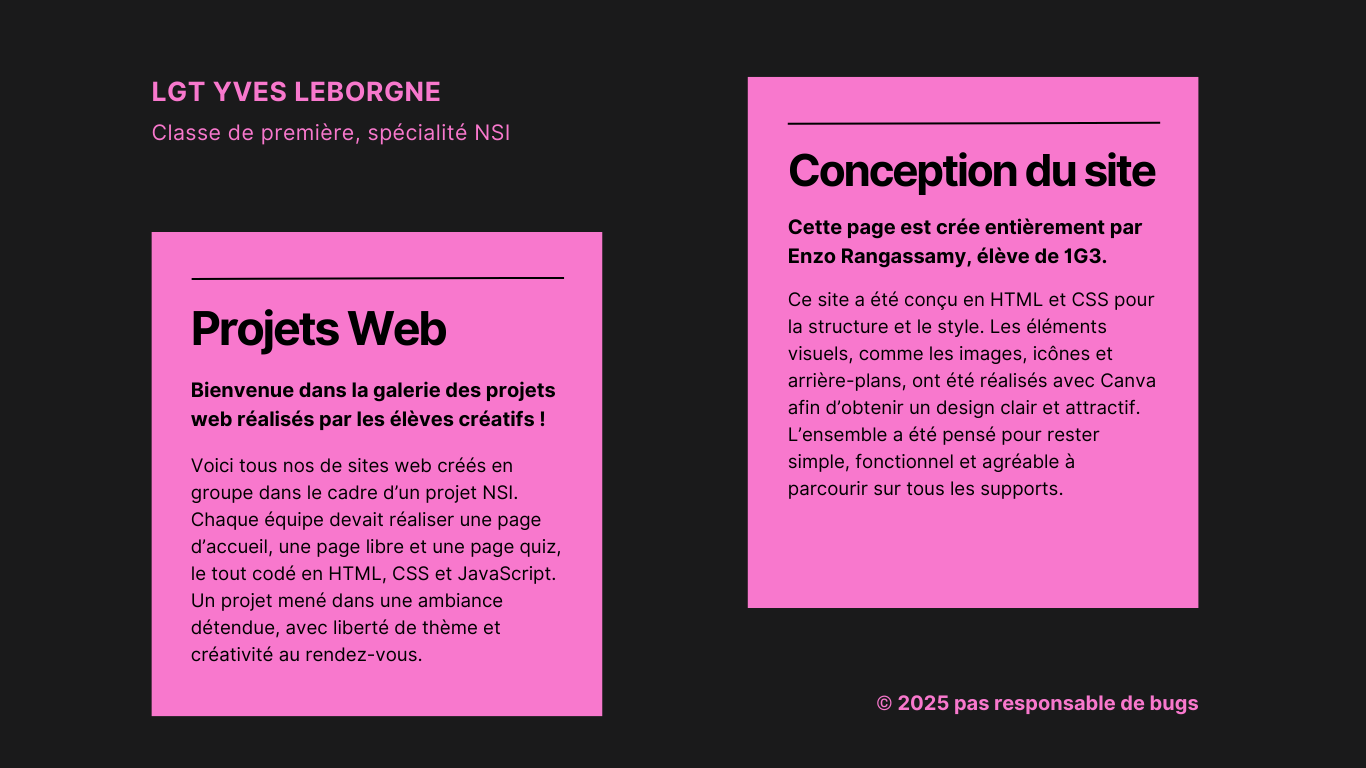 LGT YVES LEBORGNE
Classe de première, spécialité NSI
Projets Web
Bienvenue dans la galerie des projets
web réalisés par les élèves créatifs !
Voici tous nos de sites web créés en
groupe dans le cadre d’un projet NSI.
Chaque équipe devait réaliser une page
d’accueil, une page libre et une page quiz,
le tout codé en HTML, CSS et JavaScript.
Un projet mené dans une ambiance
détendue, avec liberté de thème et
créativité au rendez-vous.
Conception du site
Cette page est crée entièrement par
Enzo Rangassamy, élève de 1G3.
Ce site a été conçu en HTML et CSS pour
la structure et le style. Les éléments
visuels, comme les images, icônes et
arrière-plans, ont été réalisés avec Canva
afin d’obtenir un design clair et attractif.
L’ensemble a été pensé pour rester
simple, fonctionnel et agréable à
parcourir sur tous les supports.
© 2025 pas responsable de bugs